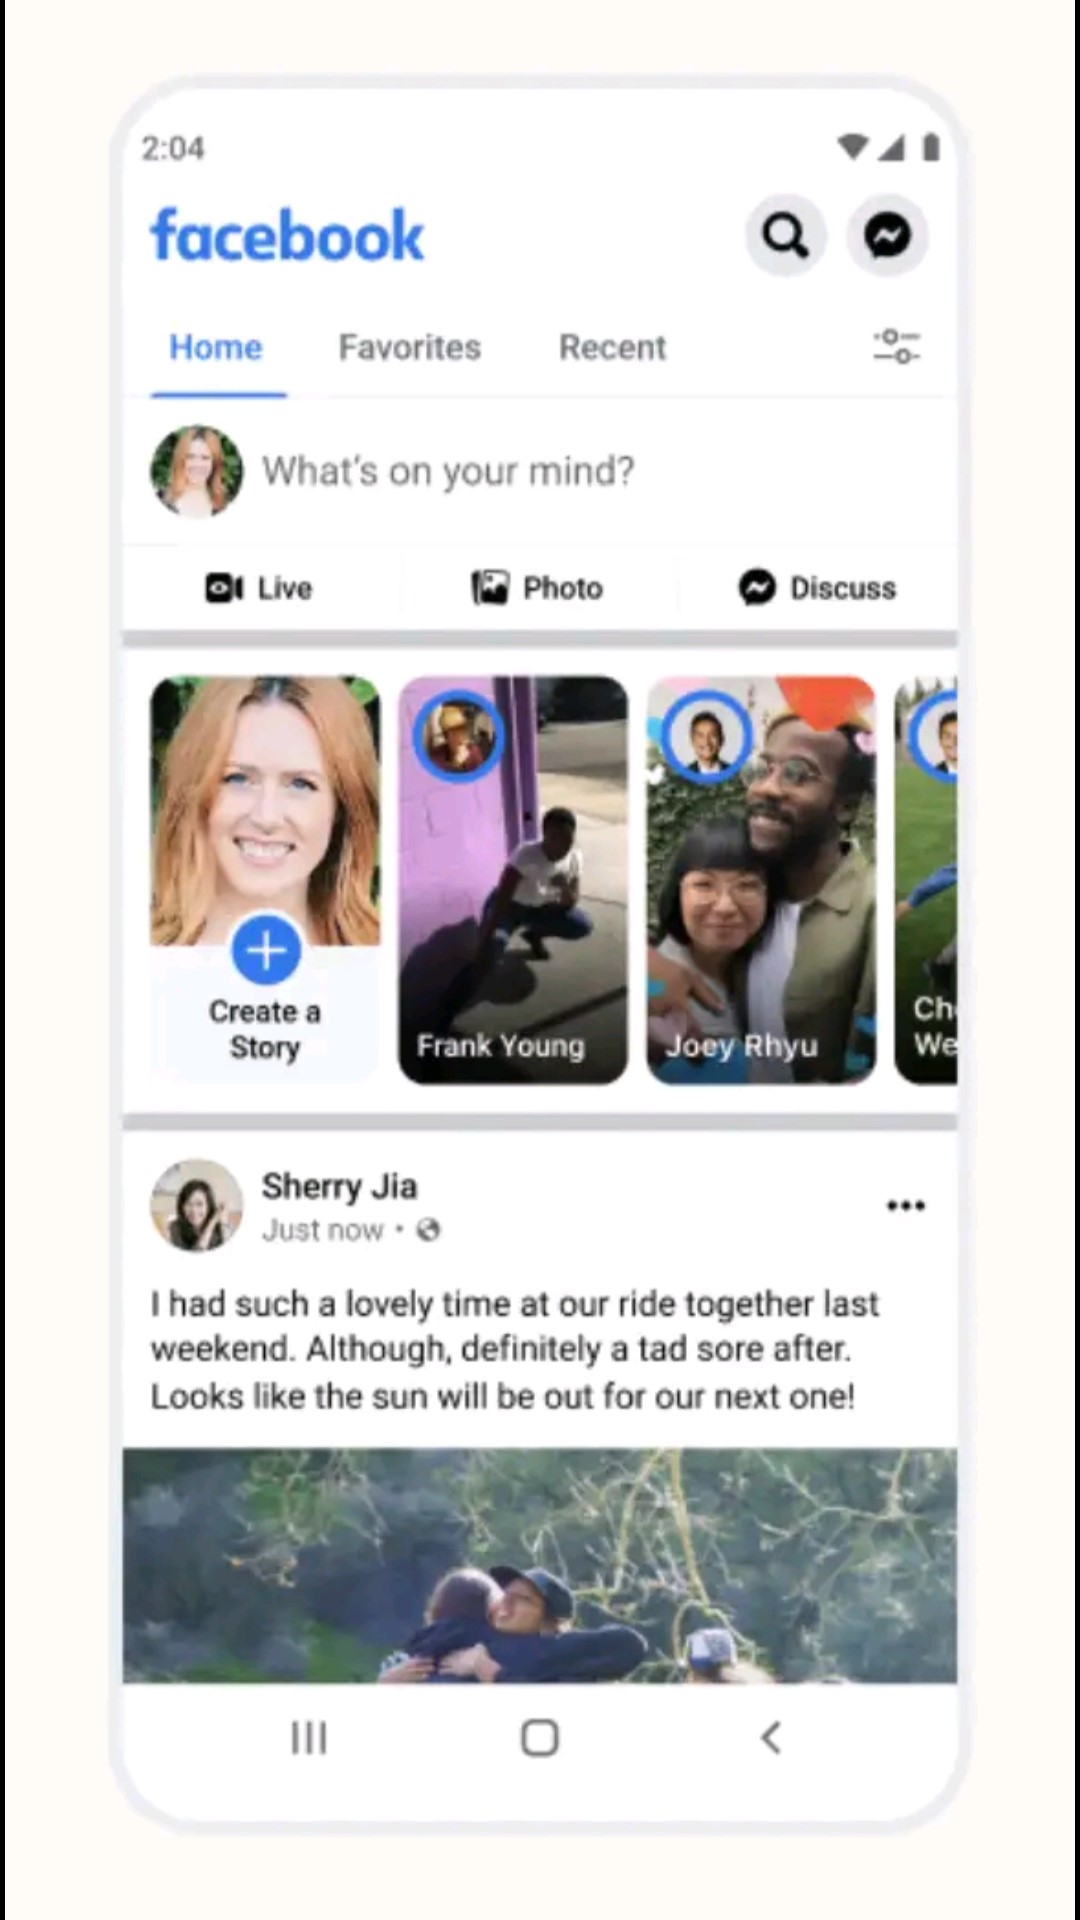 2:04
facebook
Home Favorites Recent
What's on your mind?
Live Photo Discuss
Create a
Story
Frank Young
Joey Rhyu
Sherry Jia
Just now •
I had such a lovely time at our ride together last
weekend. Although, definitely a tad sore after.
Looks like the sun will be out for our next one!